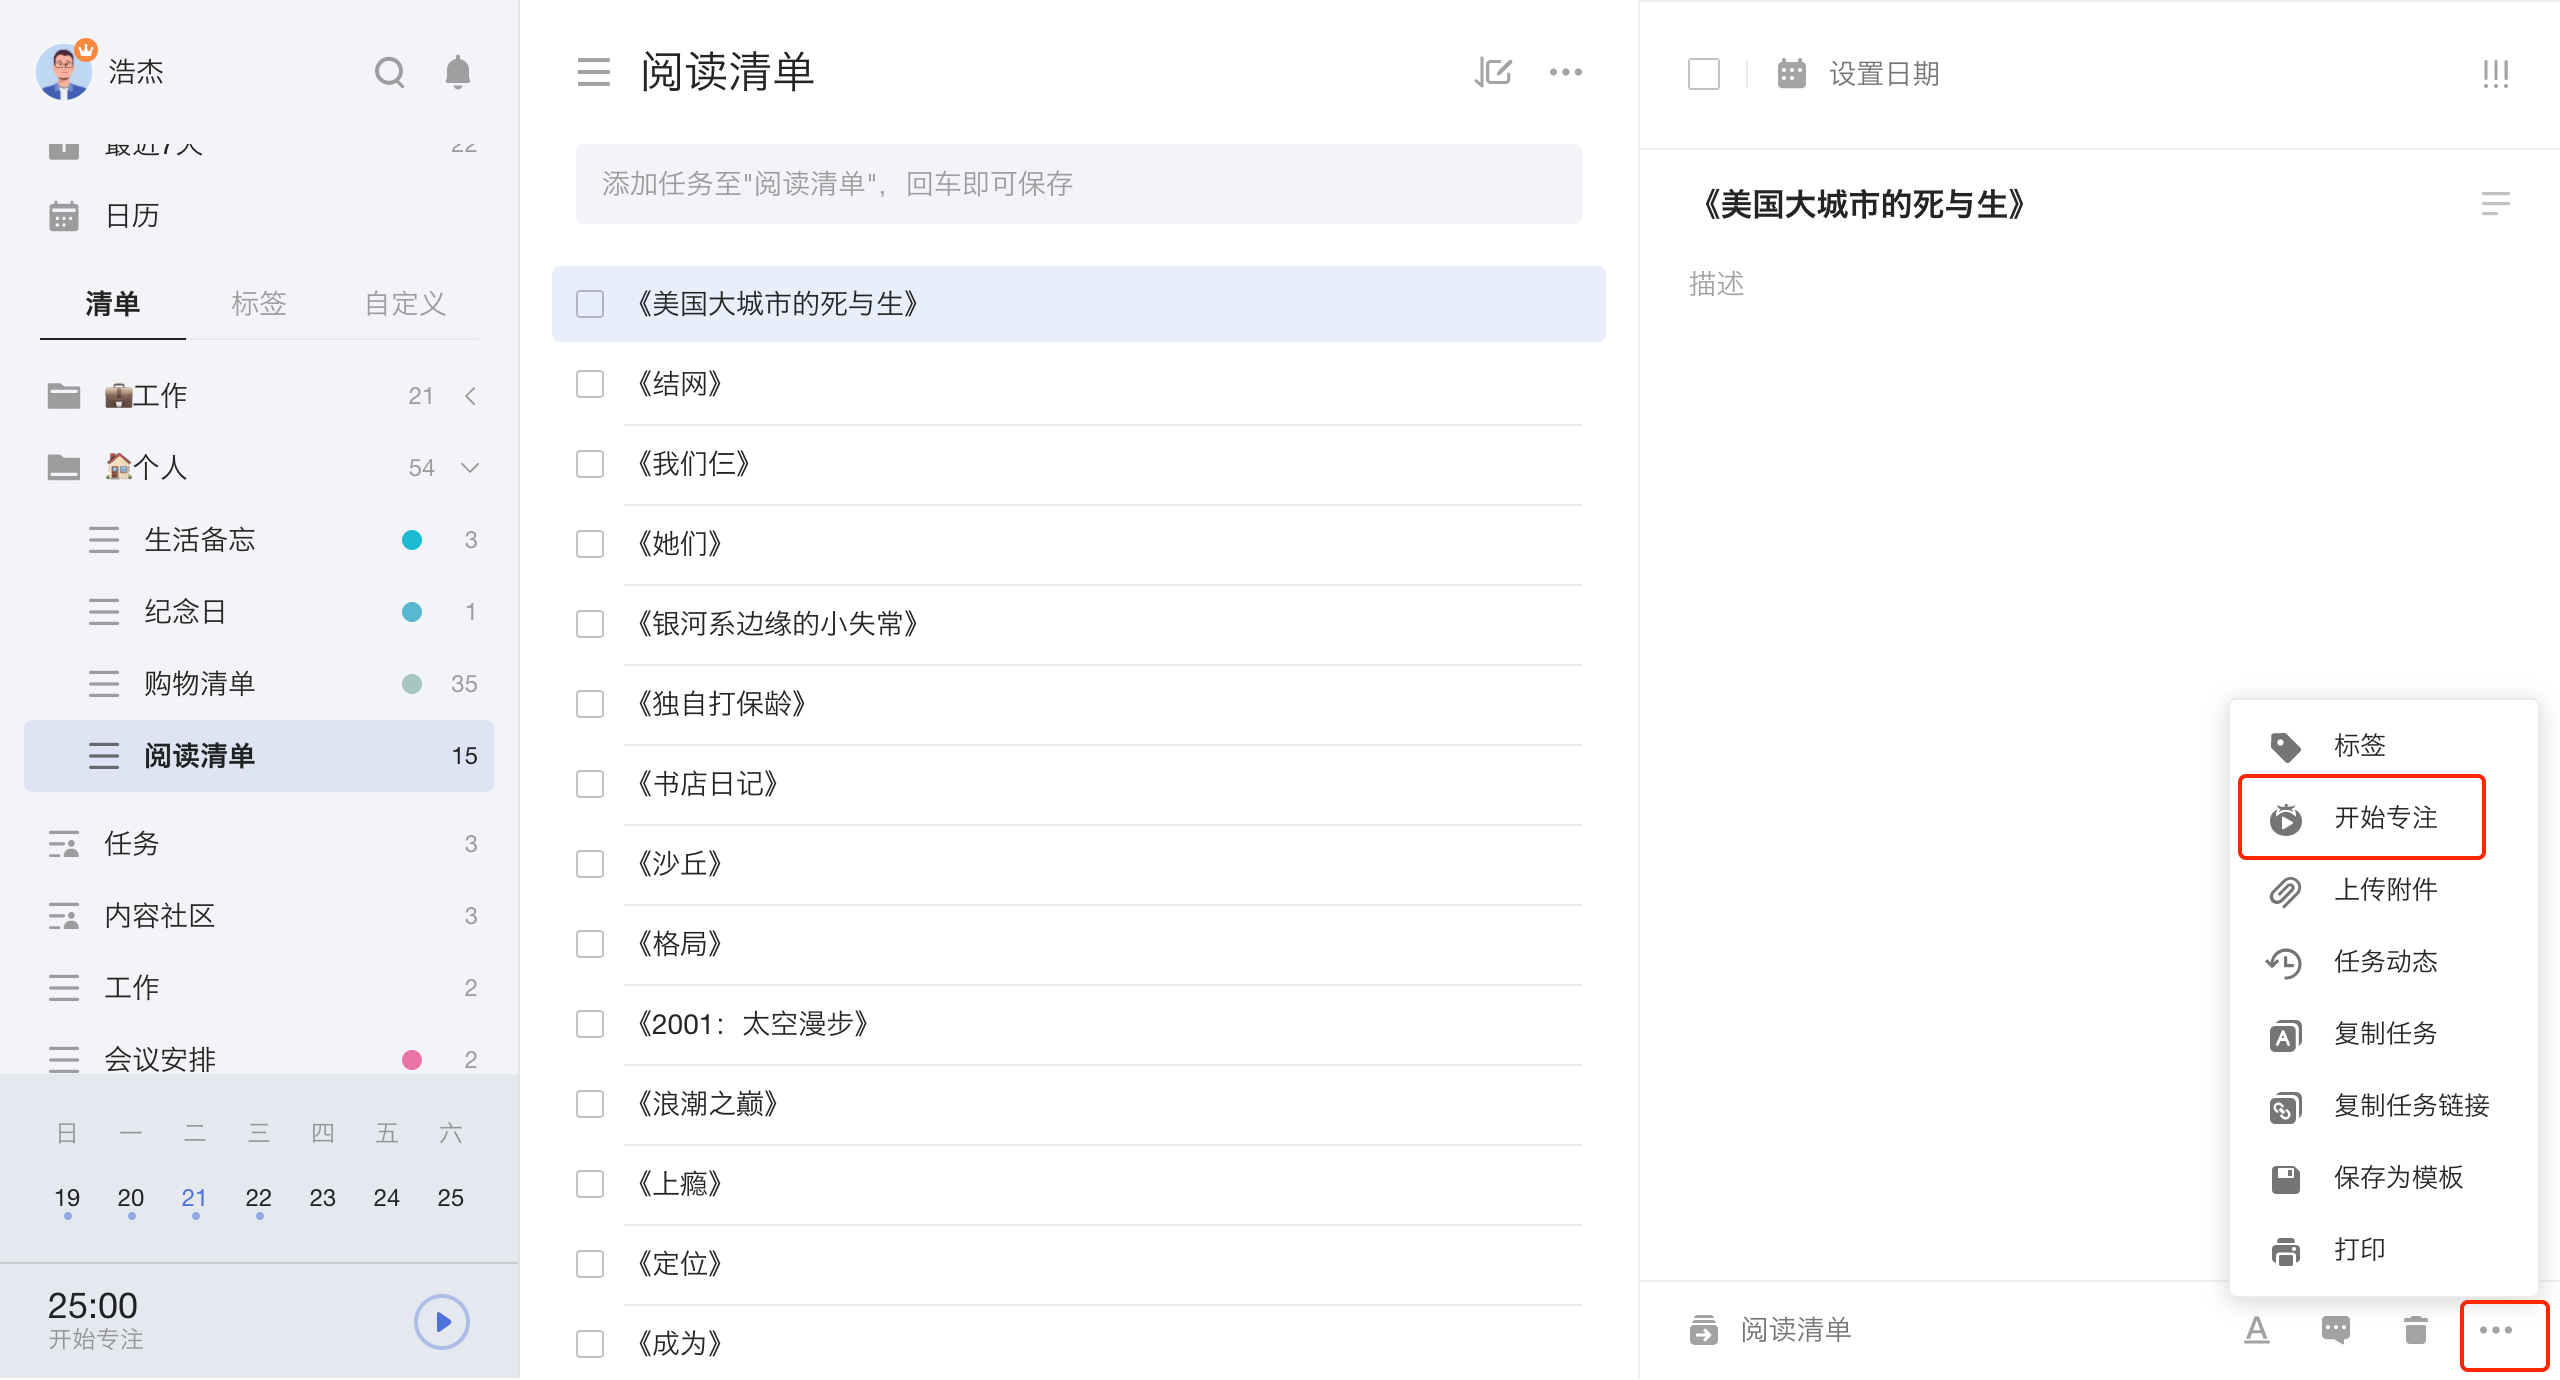 浩杰
最近7天 22
日历
清单 标签 自定义
工作 21
个人 54
生活备忘 3
纪念日 1
购物清单 35
阅读清单 15
任务 3
内容社区 3
工作 2
会议安排 2
日 一 二 三 四 五 六
19 20 21 22 23 24 25
25:00
开始专注
阅读清单
添加任务至"阅读清单"，回车即可保存
《美国大城市的死与生》
《结网》
《我们仨》
《她们》
《银河系边缘的小失常》
《独自打保龄》
《书店日记》
《沙丘》
《格局》
《2001：太空漫步》
《浪潮之巅》
《上瘾》
《定位》
《成为》
设置日期
《美国大城市的死与生》
描述
标签
开始专注
上传附件
任务动态
复制任务
复制任务链接
保存为模板
打印
阅读清单